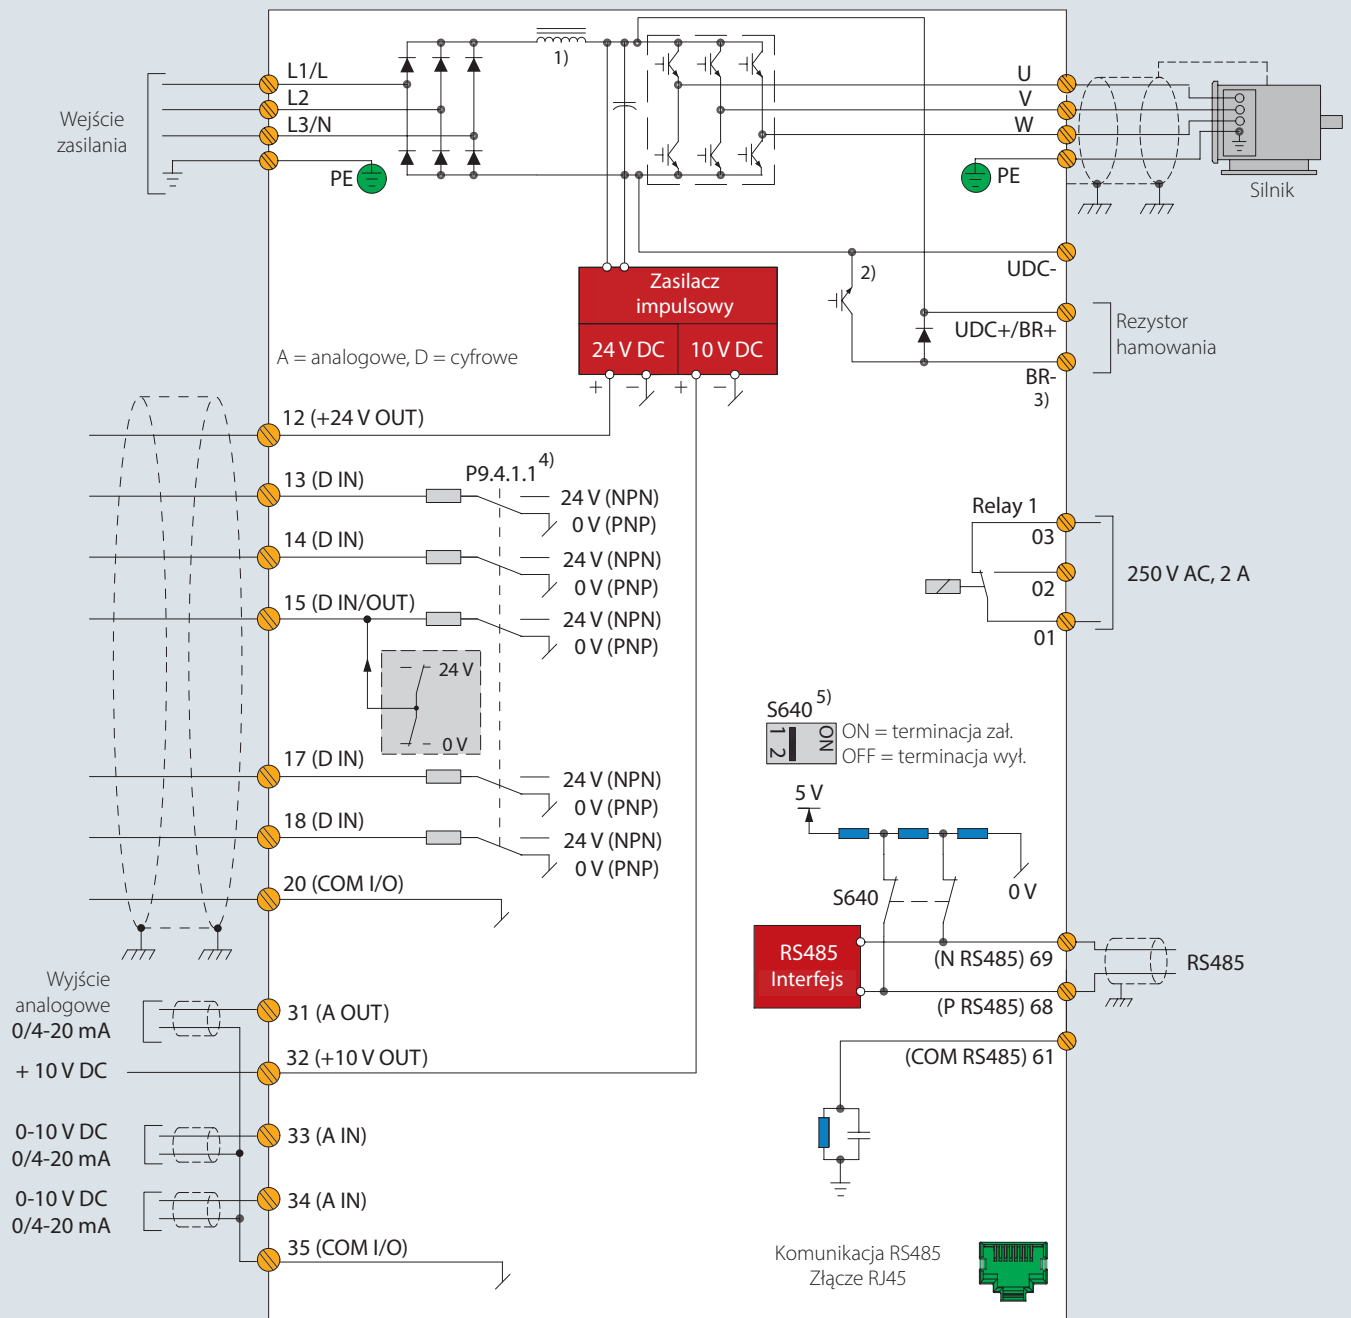 L1/L
1)
U
L2
V
Wejście
zasilania
L3/N
W
PE
PE
Silnik
Zasilacz
impulsowy
2)
UDC-
24 V DC
10 V DC
UDC+/BR+
Rezystor
hamowania
A = analogowe, D = cyfrowe
+
−
+
−
BR-
3)
12 (+24 V OUT)
13 (D IN)
P9.4.1.1 4)
24 V (NPN)
0 V (PNP)
14 (D IN)
24 V (NPN)
0 V (PNP)
15 (D IN/OUT)
24 V (NPN)
0 V (PNP)
24 V
0 V
17 (D IN)
24 V (NPN)
0 V (PNP)
18 (D IN)
24 V (NPN)
0 V (PNP)
20 (COM I/O)
Relay 1
03
02
01
250 V AC, 2 A
S640 5)
1
2
ON
ON = terminacja zał.
OFF = terminacja wył.
5 V
0 V
S640
RS485
Interfejs
(N RS485) 69
(P RS485) 68
RS485
(COM RS485) 61
Wyjście
analogowe
0/4-20 mA
31 (A OUT)
+ 10 V DC
32 (+10 V OUT)
0-10 V DC
0/4-20 mA
33 (A IN)
0-10 V DC
0/4-20 mA
34 (A IN)
35 (COM I/O)
Komunikacja RS485
Złącze RJ45